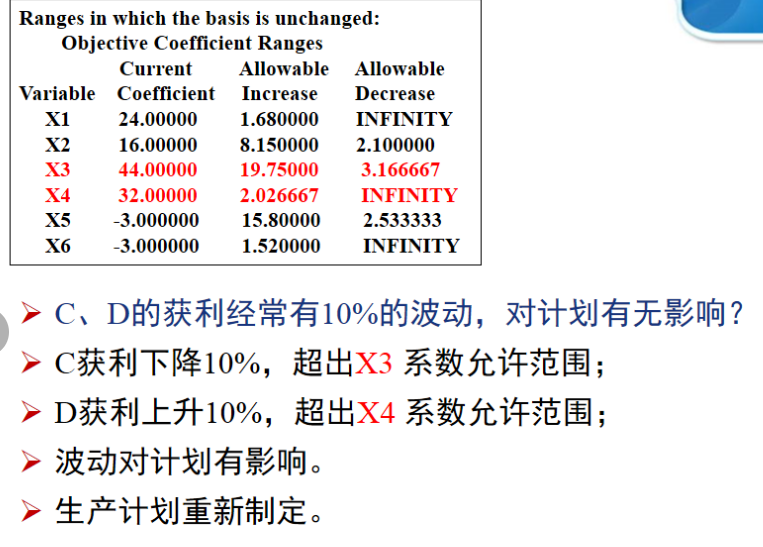 Ranges in which the basis is unchanged:
Objective Coefficient Ranges
Current Allowable Allowable
Variable Coefficient Increase Decrease
X1 24.00000 1.680000 INFINITY
X2 16.00000 8.150000 2.100000
X3 44.00000 19.75000 3.166667
X4 32.00000 2.026667 INFINITY
X5 -3.000000 15.80000 2.533333
X6 -3.000000 1.520000 INFINITY
➢ C、D的获利经常有10%的波动，对计划有无影响？
➢ C获利下降10%，超出X3 系数允许范围；
➢ D获利上升10%，超出X4 系数允许范围；
➢ 波动对计划有影响。
➢ 生产计划重新制定。